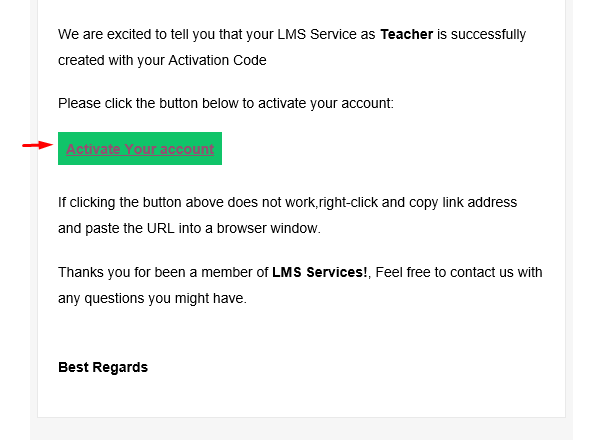 We are excited to tell you that your LMS Service as Teacher is successfully
created with your Activation Code
Please click the button below to activate your account:
Activate Your account
If clicking the button above does not work,right-click and copy link address
and paste the URL into a browser window.
Thanks you for been a member of LMS Services!, Feel free to contact us with
any questions you might have.
Best Regards